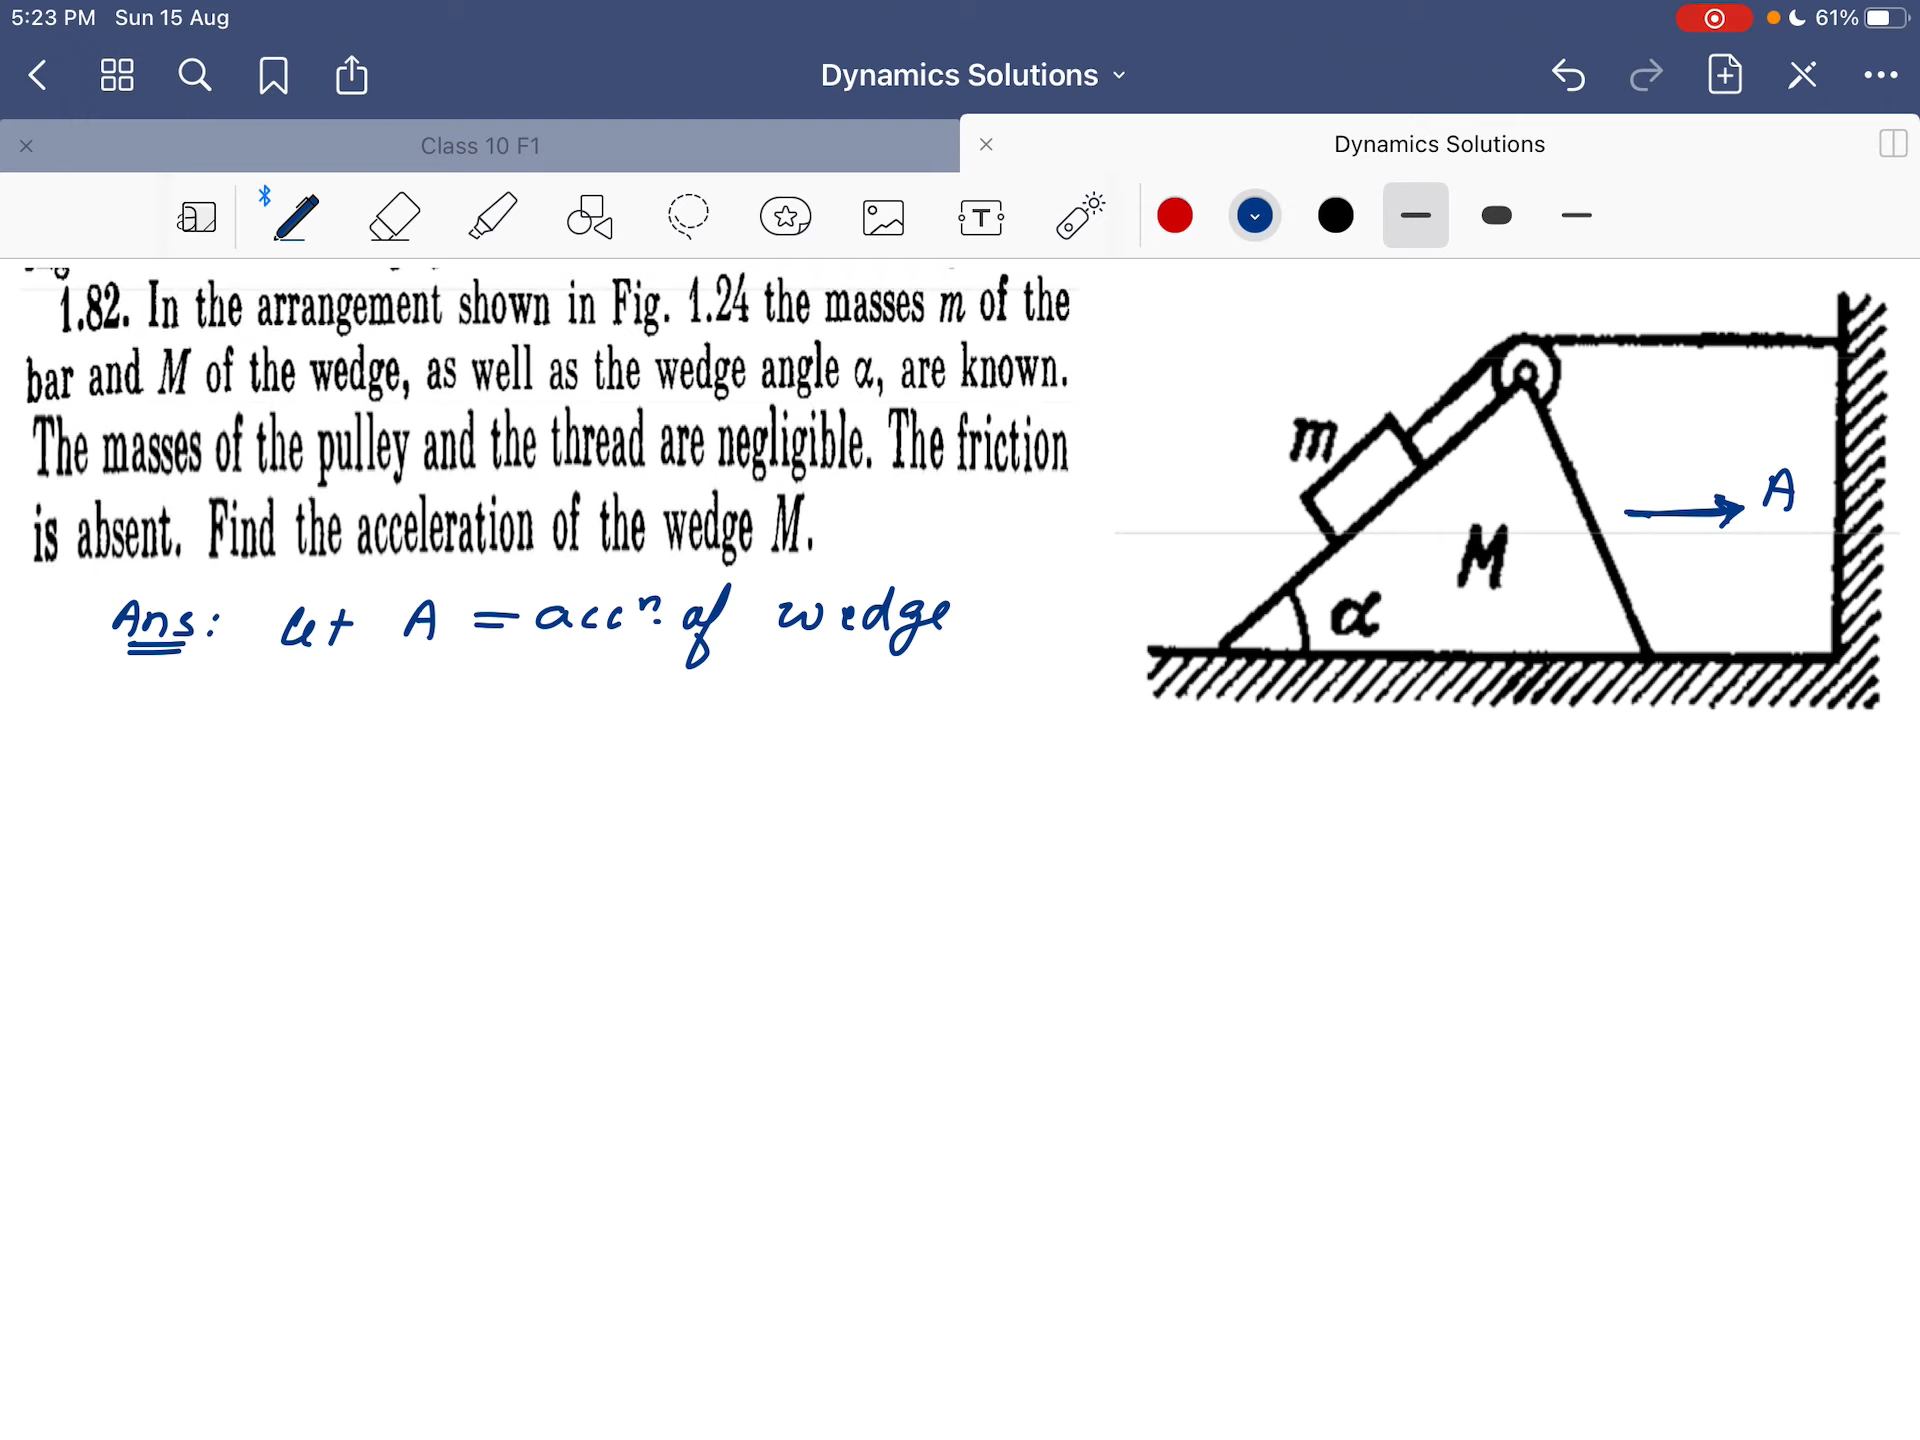 5:23 PM Sun 15 Aug
61%
Dynamics Solutions
Class 10 F1
Dynamics Solutions
T
1.82. In the arrangement shown in Fig. 1.24 the masses m of the
bar and M of the wedge, as well as the wedge angle α, are known.
The masses of the pulley and the thread are negligible. The friction
is absent. Find the acceleration of the wedge M.
Ans: let A = accⁿ. of wedge
m
A
M
α